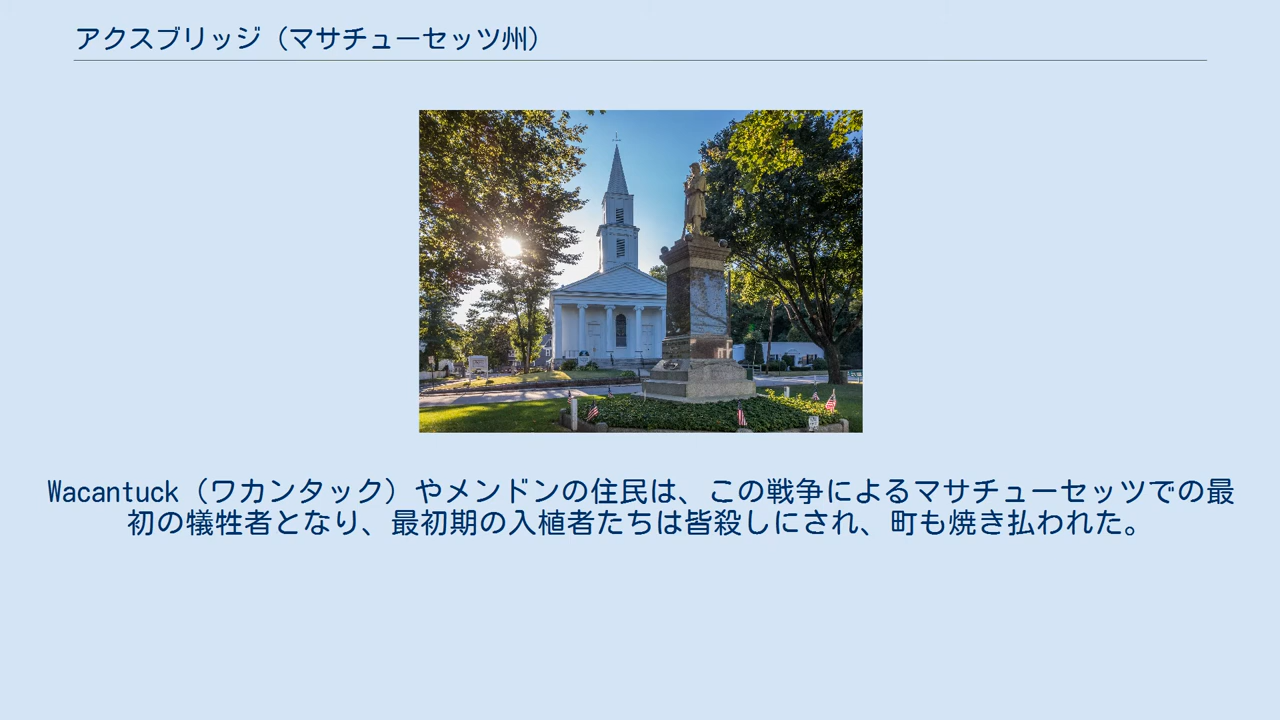 アクスブリッジ（マサチューセッツ州）
Wacantuck（ワカンタック）やメンドンの住民は、この戦争によるマサチューセッツでの最
初の犠牲者となり、最初期の入植者たちは皆殺しにされ、町も焼き払われた。